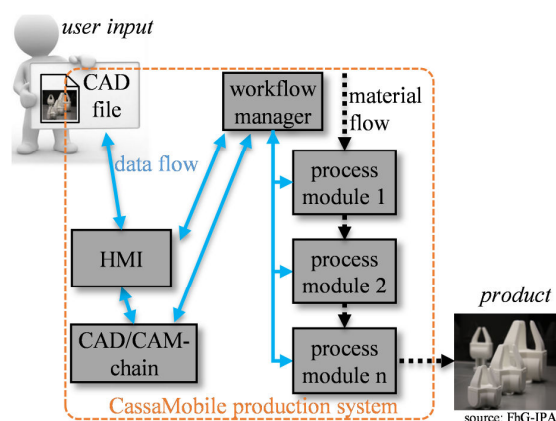 user input
CAD
file
workflow
manager
material
flow
data flow
process
module 1
HMI
process
module 2
product
CAD/CAM-
chain
process
module n
CassaMobile production system
source: FhG-IPA